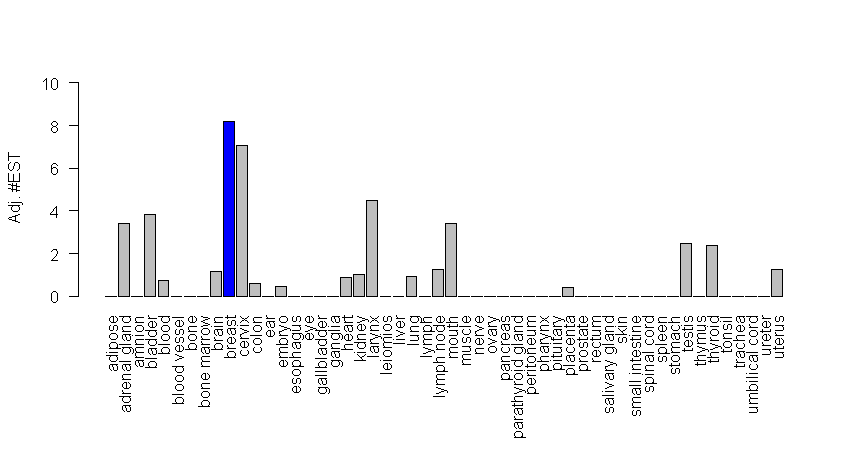 10
8
6
4
2
0
Adj. #EST
adipose
adrenal gland
amnion
bladder
blood
blood vessel
bone
bone marrow
brain
breast
cervix
colon
ear
embryo
esophagus
eye
gallbladder
ganglia
heart
kidney
larynx
leiomios
liver
lung
lymph
lymph node
mouth
muscle
nerve
ovary
pancreas
parathyroid gland
peritoneum
pharynx
pituitary
placenta
prostate
rectum
salivary gland
skin
small intestine
spinal cord
spleen
stomach
testis
thymus
thyroid
tonsil
trachea
umbilical cord
ureter
uterus